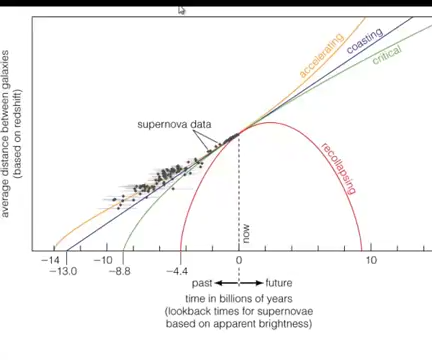 average distance between galaxies
(based on redshift)
accelerating
coasting
critical
supernova data
recollapsing
now
−14
−10
0
10
−13.0
−8.8
−4.4
past
future
time in billions of years
(lookback times for supernovae
based on apparent brightness)